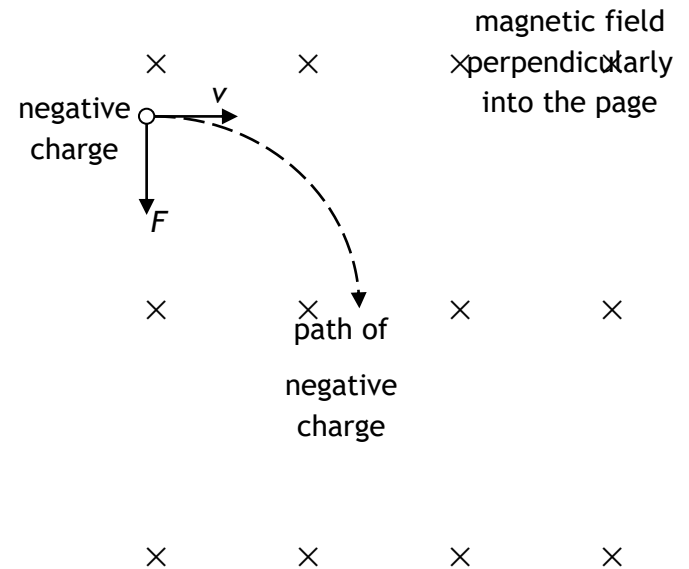 magnetic field
perpendicularly
into the page
negative
charge
v
F
path of
negative
charge